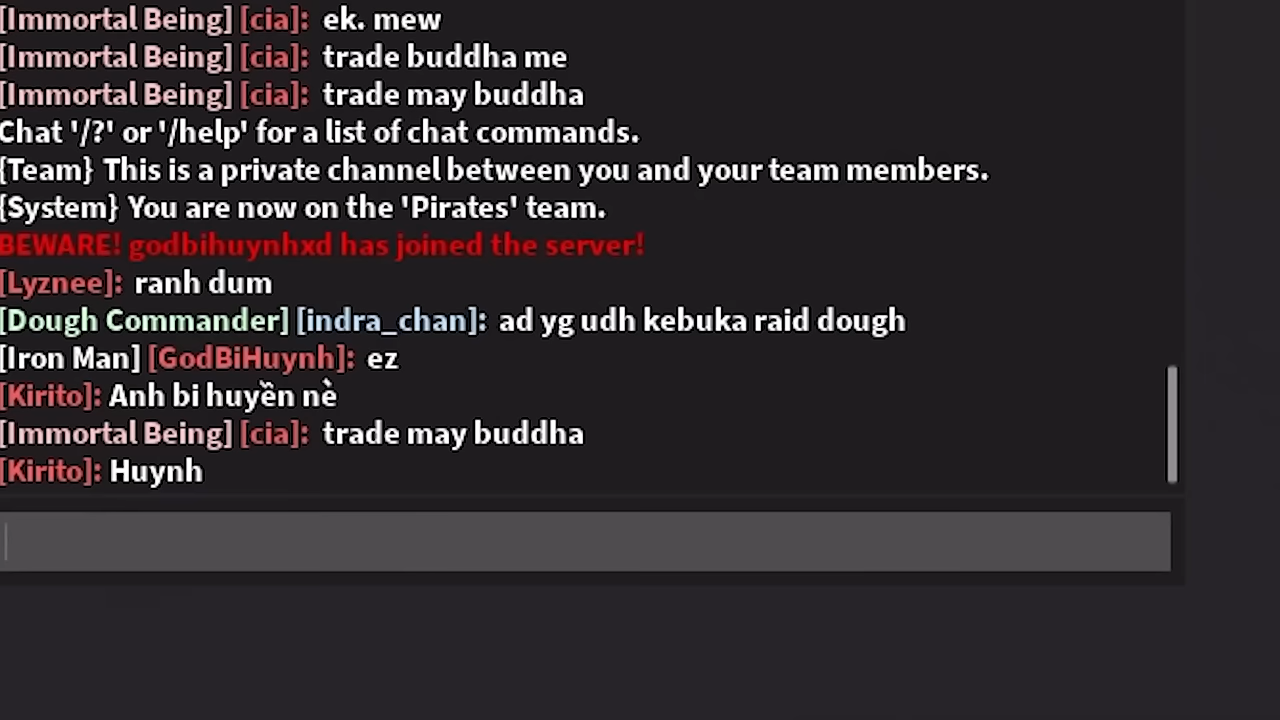 [Immortal Being] [cia]: ek. mew
[Immortal Being] [cia]: trade buddha me
[Immortal Being] [cia]: trade may buddha
Chat '/?' or '/help' for a list of chat commands.
{Team} This is a private channel between you and your team members.
{System} You are now on the 'Pirates' team.
BEWARE! godbihuynhxd has joined the server!
[Lyznee]: ranh dum
[Dough Commander] [indra_chan]: ad yg udh kebuka raid dough
[Iron Man] [GodBiHuynh]: ez
[Kirito]: Anh bi huyền nè
[Immortal Being] [cia]: trade may buddha
[Kirito]: Huynh